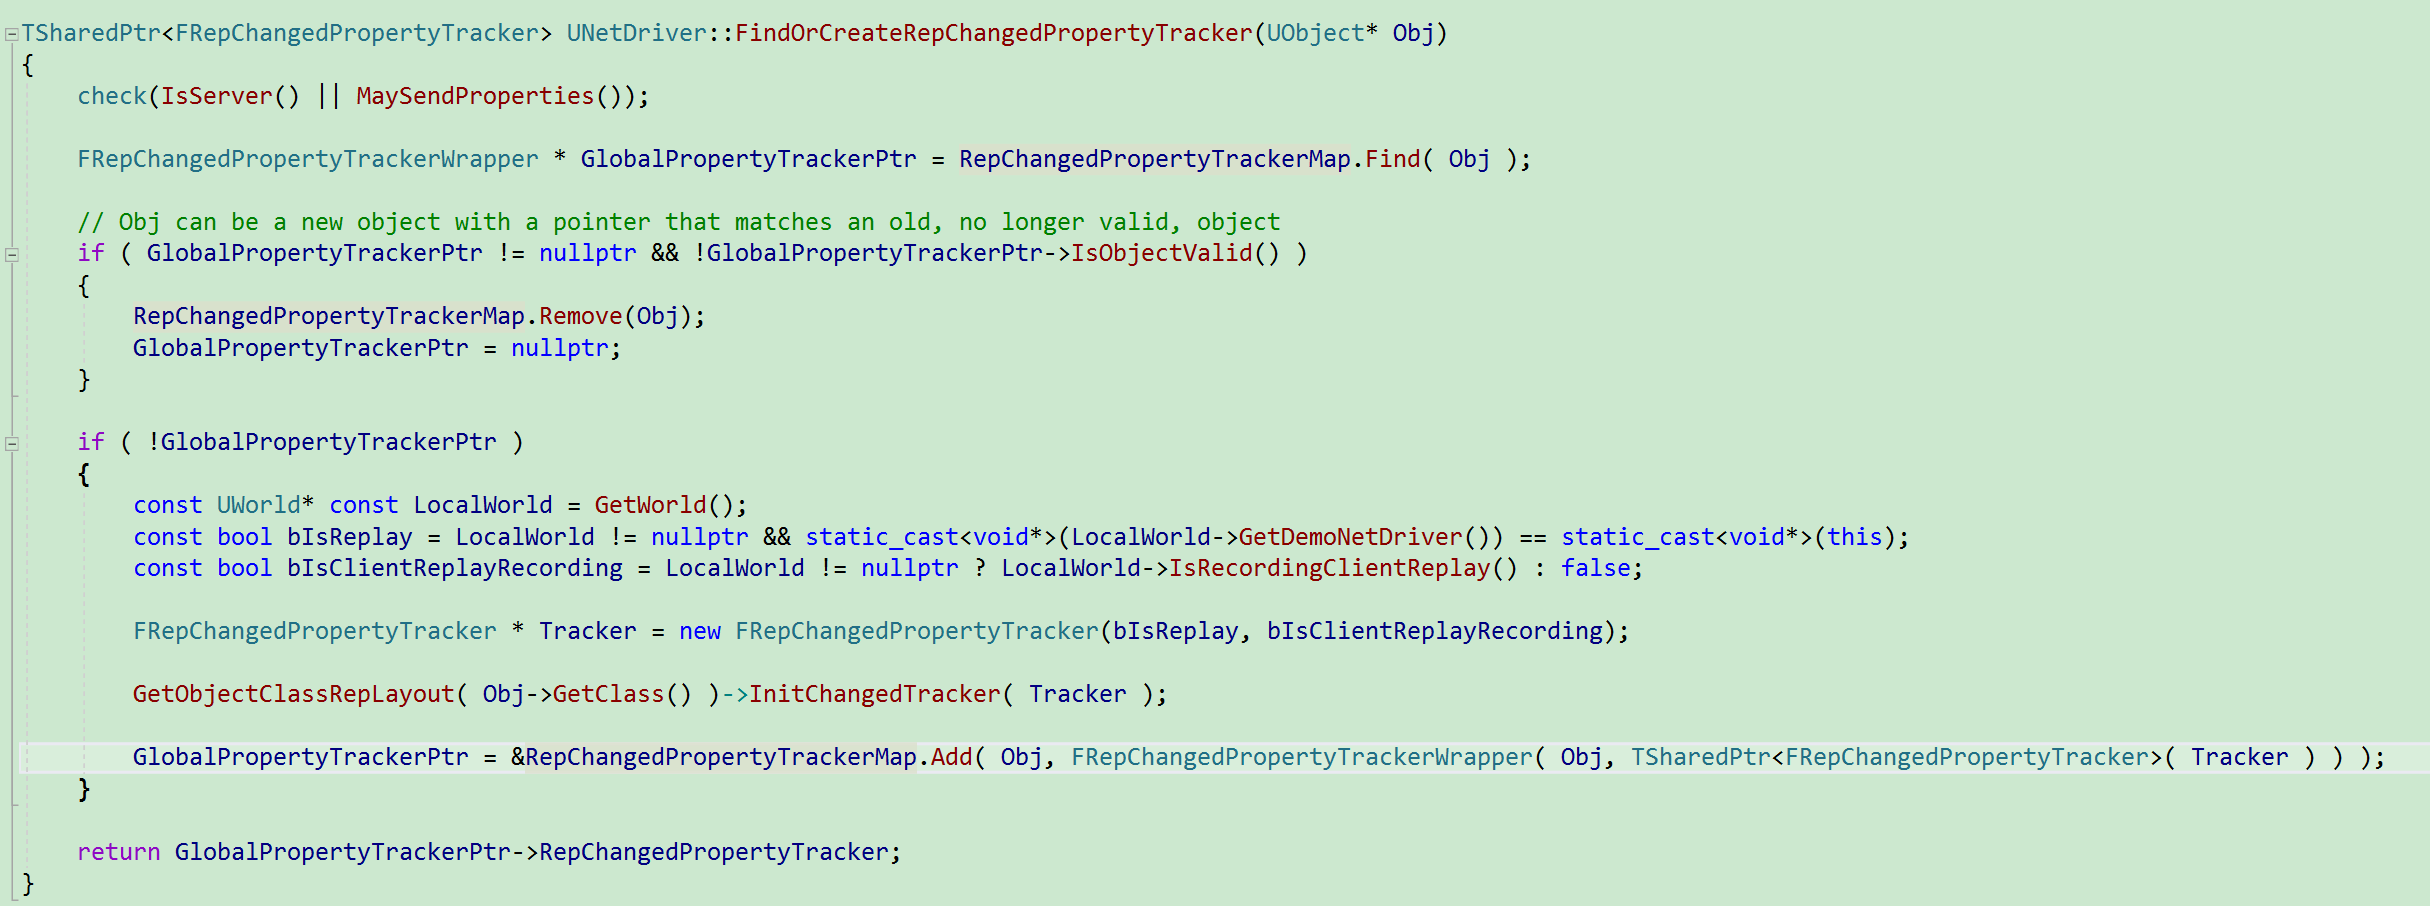 TSharedPtr<FRepChangedPropertyTracker> UNetDriver::FindOrCreateRepChangedPropertyTracker(UObject* Obj)
{
    check(IsServer() || MaySendProperties());

    FRepChangedPropertyTrackerWrapper * GlobalPropertyTrackerPtr = RepChangedPropertyTrackerMap.Find( Obj );

    // Obj can be a new object with a pointer that matches an old, no longer valid, object
    if ( GlobalPropertyTrackerPtr != nullptr && !GlobalPropertyTrackerPtr->IsObjectValid() )
    {
        RepChangedPropertyTrackerMap.Remove(Obj);
        GlobalPropertyTrackerPtr = nullptr;
    }

    if ( !GlobalPropertyTrackerPtr )
    {
        const UWorld* const LocalWorld = GetWorld();
        const bool bIsReplay = LocalWorld != nullptr && static_cast<void*>(LocalWorld->GetDemoNetDriver()) == static_cast<void*>(this);
        const bool bIsClientReplayRecording = LocalWorld != nullptr ? LocalWorld->IsRecordingClientReplay() : false;

        FRepChangedPropertyTracker * Tracker = new FRepChangedPropertyTracker(bIsReplay, bIsClientReplayRecording);

        GetObjectClassRepLayout( Obj->GetClass() )->InitChangedTracker( Tracker );

        GlobalPropertyTrackerPtr = &RepChangedPropertyTrackerMap.Add( Obj, FRepChangedPropertyTrackerWrapper( Obj, TSharedPtr<FRepChangedPropertyTracker>( Tracker ) ) );
    }

    return GlobalPropertyTrackerPtr->RepChangedPropertyTracker;
}